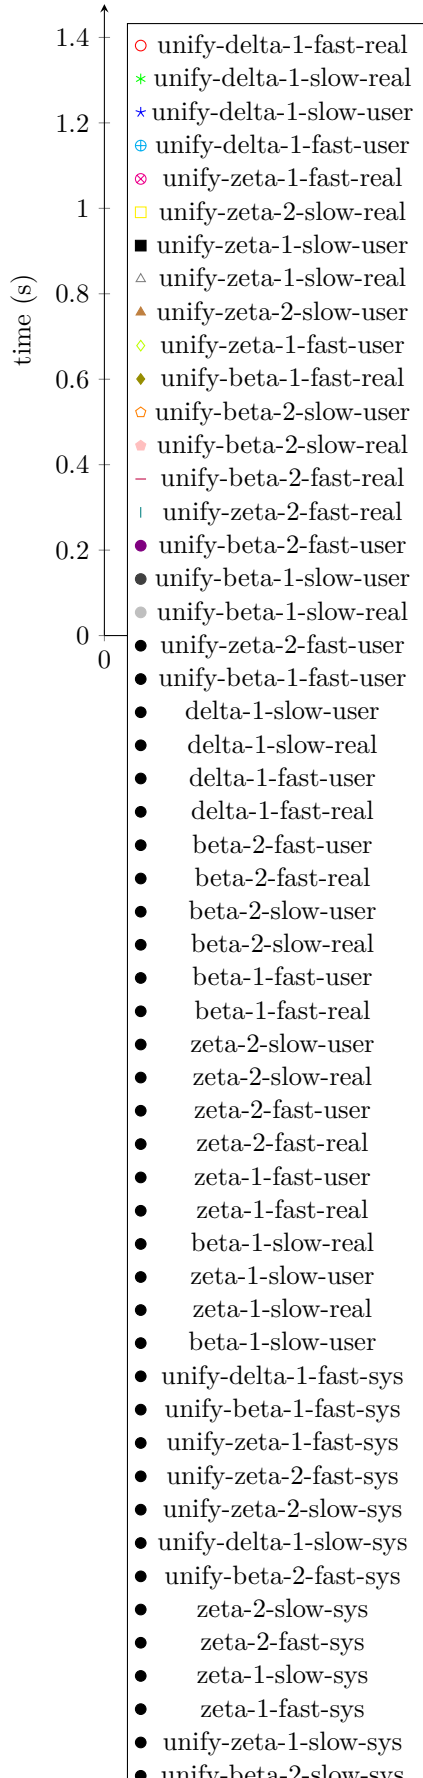 1.4
1.2
1
0.8
0.6
0.4
0.2
0
0
time (s)
unify-delta-1-fast-real
unify-delta-1-slow-real
unify-delta-1-slow-user
unify-delta-1-fast-user
unify-zeta-1-fast-real
unify-zeta-2-slow-real
unify-zeta-1-slow-user
unify-zeta-1-slow-real
unify-zeta-2-slow-user
unify-zeta-1-fast-user
unify-beta-1-fast-real
unify-beta-2-slow-user
unify-beta-2-slow-real
unify-beta-2-fast-real
unify-zeta-2-fast-real
unify-beta-2-fast-user
unify-beta-1-slow-user
unify-beta-1-slow-real
unify-zeta-2-fast-user
unify-beta-1-fast-user
delta-1-slow-user
delta-1-slow-real
delta-1-fast-user
delta-1-fast-real
beta-2-fast-user
beta-2-fast-real
beta-2-slow-user
beta-2-slow-real
beta-1-fast-user
beta-1-fast-real
zeta-2-slow-user
zeta-2-slow-real
zeta-2-fast-user
zeta-2-fast-real
zeta-1-fast-user
zeta-1-fast-real
beta-1-slow-real
zeta-1-slow-user
zeta-1-slow-real
beta-1-slow-user
unify-delta-1-fast-sys
unify-beta-1-fast-sys
unify-zeta-1-fast-sys
unify-zeta-2-fast-sys
unify-zeta-2-slow-sys
unify-delta-1-slow-sys
unify-beta-2-fast-sys
zeta-2-slow-sys
zeta-2-fast-sys
zeta-1-slow-sys
zeta-1-fast-sys
unify-zeta-1-slow-sys
unify-beta-2-slow-sys